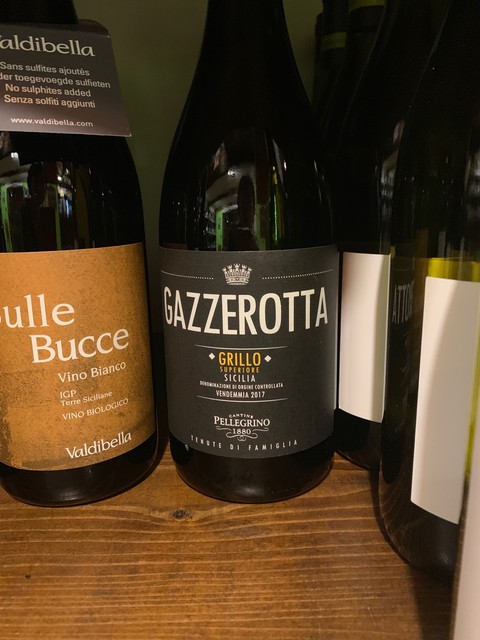 Valdibella
Sans sulfites ajoutés
der toegevoegde sulfieten
No sulphites added
Senza solfiti aggiunti
www.valdibella.com
ulle
Bucce
Vino Bianco
IGP
Terre Siciliane
VINO BIOLOGICO
Valdibella
GAZZEROTTA
GRILLO
SUPERIORE
SICILIA
DENOMINAZIONE DI ORIGINE CONTROLLATA
VENDEMMIA 2017
CANTINE
PELLEGRINO
1880
TENUTE DI FAMIGLIA